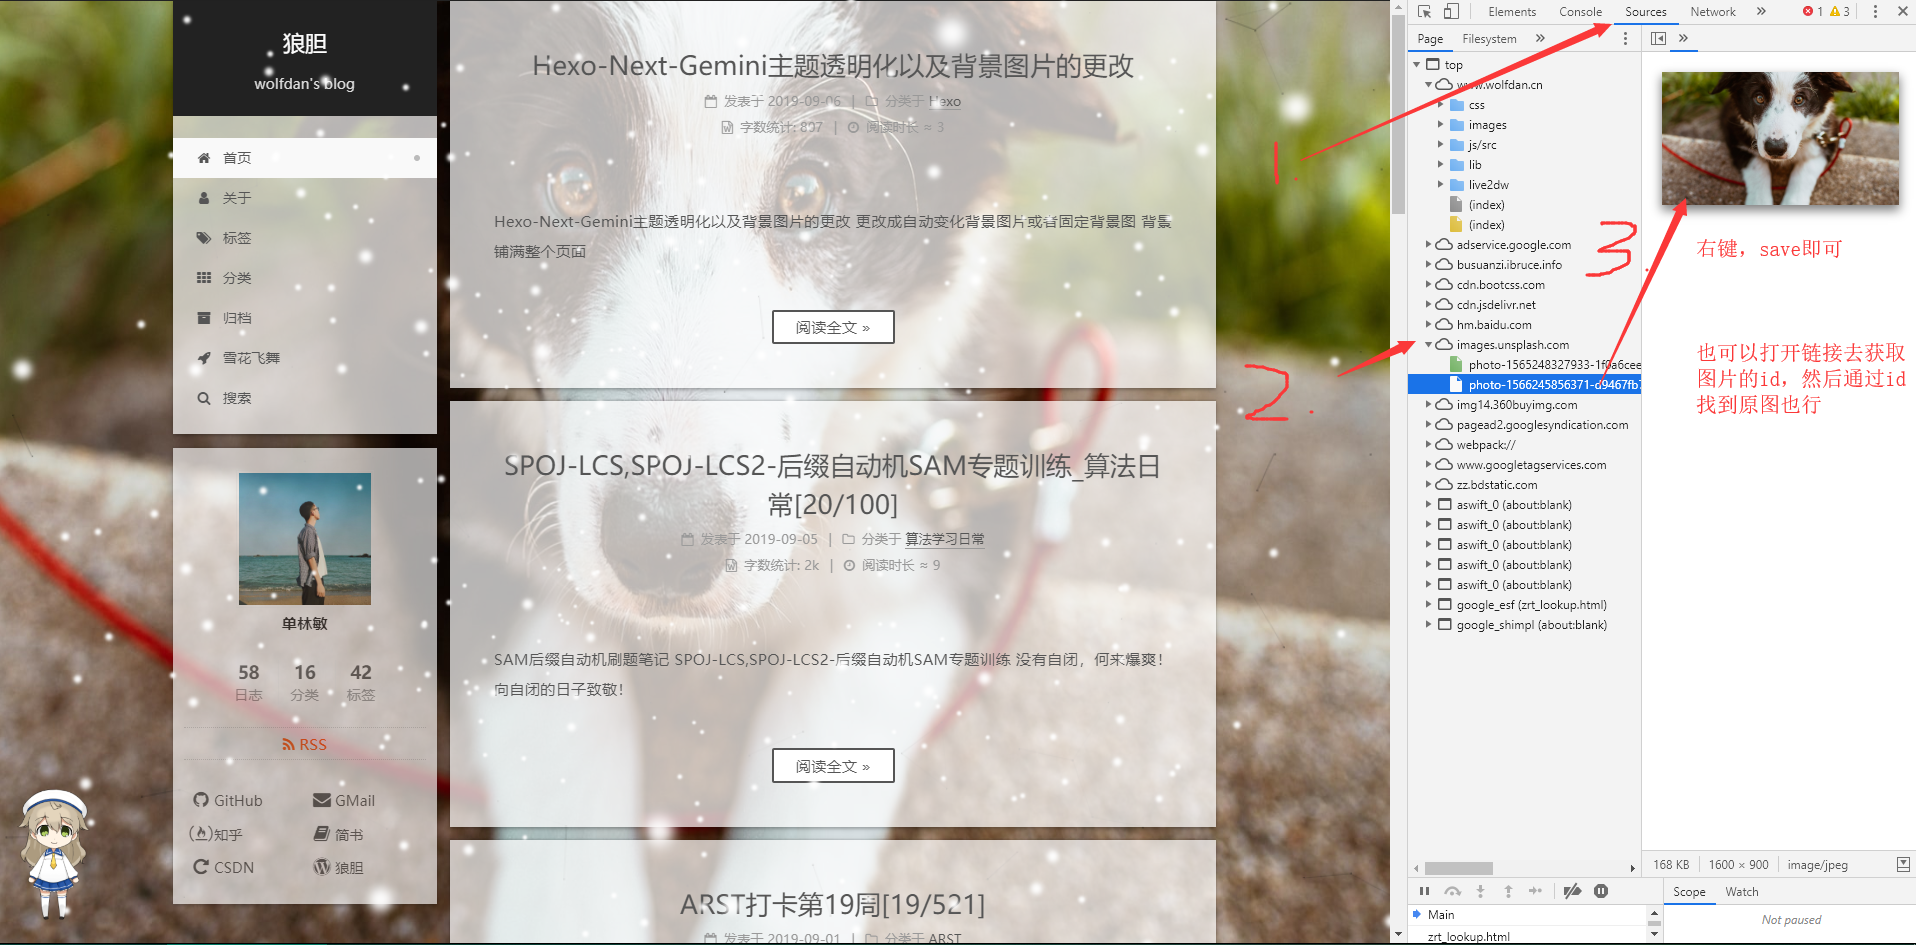 狼胆
wolfdan's blog
首页
关于
标签
分类
归档
雪花飞舞
搜索
单林敏
58
16
42
日志
分类
标签
RSS
GitHub
GMail
知乎
简书
CSDN
狼胆
Hexo-Next-Gemini主题透明化以及背景图片的更改
发表于 2019-09-06 | 分类于 Hexo
字数统计: 897 | 阅读时长 ≈ 3
Hexo-Next-Gemini主题透明化以及背景图片的更改 更改成自动变化背景图片或者固定背景图 背景
铺满整个页面
阅读全文 »
SPOJ-LCS,SPOJ-LCS2-后缀自动机SAM专题训练_算法日
常[20/100]
发表于 2019-09-05 | 分类于 算法学习日常
字数统计: 2k | 阅读时长 ≈ 9
SAM后缀自动机刷题笔记 SPOJ-LCS,SPOJ-LCS2-后缀自动机SAM专题训练 没有自闭，何来爆爽！
向自闭的日子致敬！
阅读全文 »
ARST打卡第19周[19/521]
发表于 2019-09-01 | 分类于 ARST
1.
2.
3.
Elements Console Sources Network » 1 3
Page Filesystem »
»
top
www.wolfdan.cn
css
images
js/src
lib
live2dw
(index)
(index)
adservice.google.com
busuanzi.ibruce.info
cdn.bootcss.com
cdn.jsdelivr.net
hm.baidu.com
images.unsplash.com
photo-1565248327933-1f0a6cee
photo-1566245856371-d9467fb
img14.360buyimg.com
pagead2.googlesyndication.com
webpack://
www.googletagservices.com
zz.bdstatic.com
aswift_0 (about:blank)
aswift_0 (about:blank)
aswift_0 (about:blank)
aswift_0 (about:blank)
aswift_0 (about:blank)
google_esf (zrt_lookup.html)
google_shimpl (about:blank)
右键，save即可
也可以打开链接去获取
图片的id，然后通过id
找到原图也行
168 KB 1600 × 900 image/jpeg
Scope Watch
Main
Not paused
zrt_lookup.html